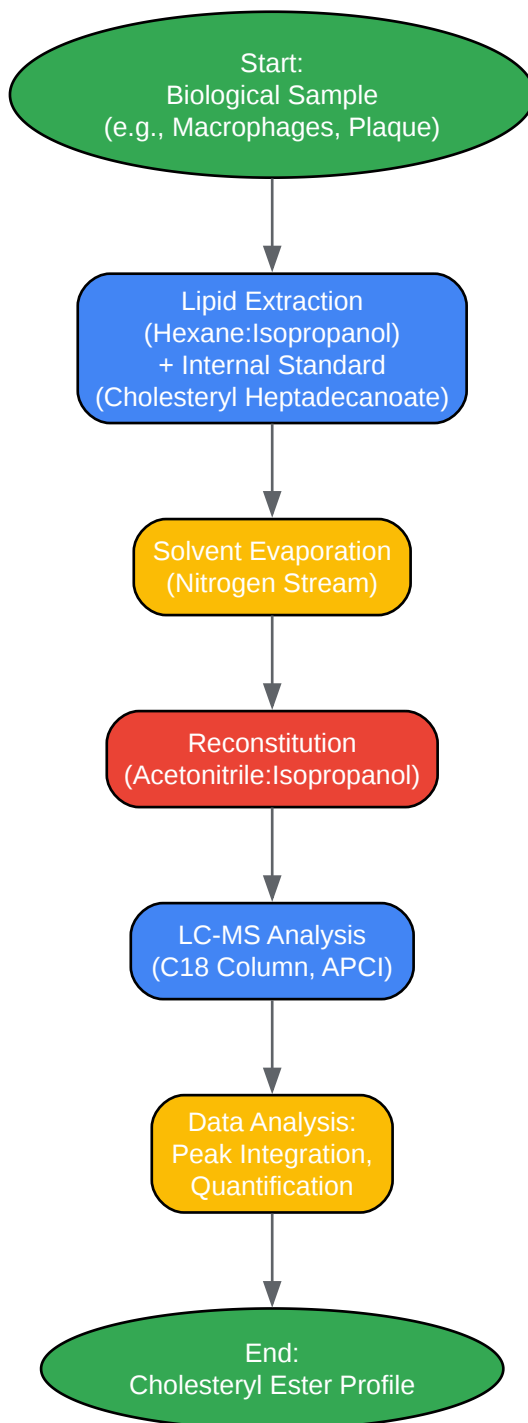 Start:
Biological Sample
(e.g., Macrophages, Plaque)
Lipid Extraction
(Hexane:Isopropanol)
+ Internal Standard
(Cholesteryl Heptadecanoate)
Solvent Evaporation
(Nitrogen Stream)
Reconstitution
(Acetonitrile:Isopropanol)
LC-MS Analysis
(C18 Column, APCI)
Data Analysis:
Peak Integration,
Quantification
End:
Cholesteryl Ester Profile